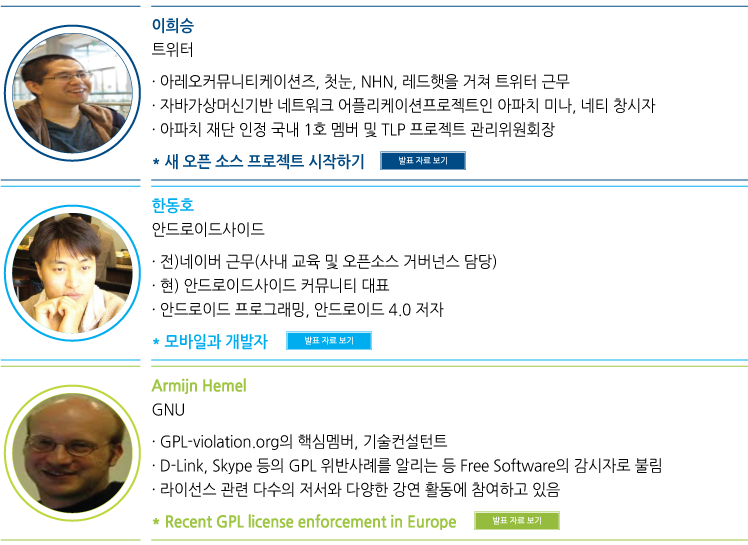 이희승
트위터
· 아레오커뮤니티케이션즈, 첫눈, NHN, 레드햇을 거쳐 트위터 근무
· 자바가상머신기반 네트워크 어플리케이션프로젝트인 아파치 미나, 네티 창시자
· 아파치 재단 인정 국내 1호 멤버 및 TLP 프로젝트 관리위원회장
* 새 오픈 소스 프로젝트 시작하기 발표 자료 보기
한동호
안드로이드사이드
· 전)네이버 근무(사내 교육 및 오픈소스 거버넌스 담당)
· 현) 안드로이드사이드 커뮤니티 대표
· 안드로이드 프로그래밍, 안드로이드 4.0 저자
* 모바일과 개발자 발표 자료 보기
Armijn Hemel
GNU
· GPL-violation.org의 핵심멤버, 기술컨설턴트
· D-Link, Skype 등의 GPL 위반사례를 알리는 등 Free Software의 감시자로 불림
· 라이선스 관련 다수의 저서와 다양한 강연 활동에 참여하고 있음
* Recent GPL license enforcement in Europe 발표 자료 보기